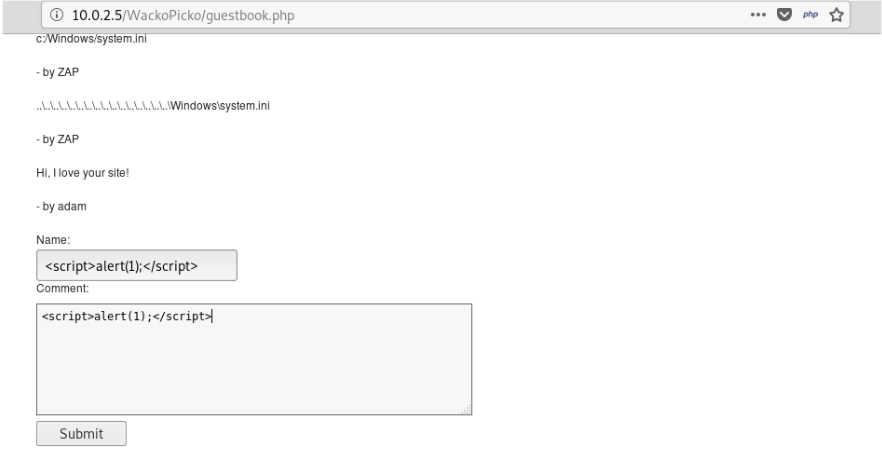 10.0.2.5/WackoPicko/guestbook.php
php
c:/Windows/system.ini
- by ZAP
..\..\..\..\..\..\..\..\..\..\..\..\..\..\..\..\Windows\system.ini
- by ZAP
Hi, I love your site!
- by adam
Name:
<script>alert(1);</script>
Comment:
<script>alert(1);</script>
Submit